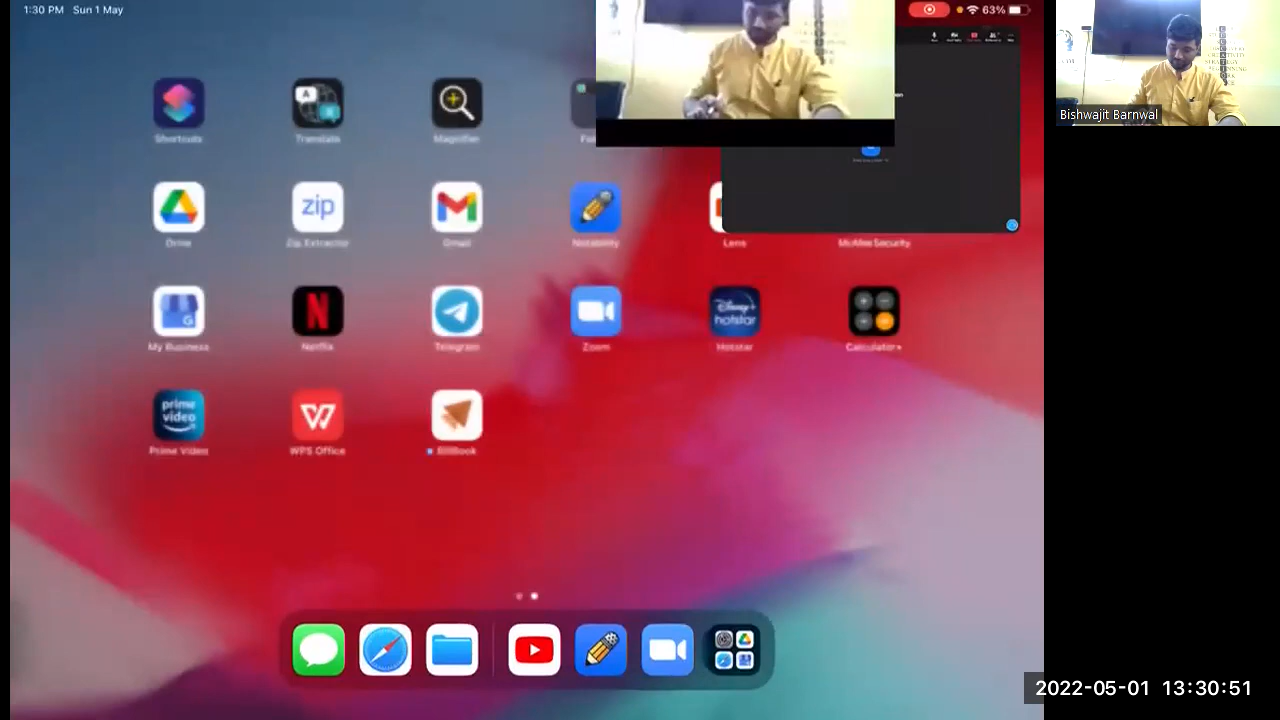 1:30 PM Sun 1 May
63%
Bishwajit Barnwal
Shortcuts
Translate
Magnifier
Drive
zip
Zip Extractor
Gmail
Notability
Lens
McAfee Security
My Business
Netflix
Telegram
Zoom
Disney+
hotstar
Hotstar
Calculator+
prime
video
Prime Video
WPS Office
BillBook
2022-05-01 13:30:51